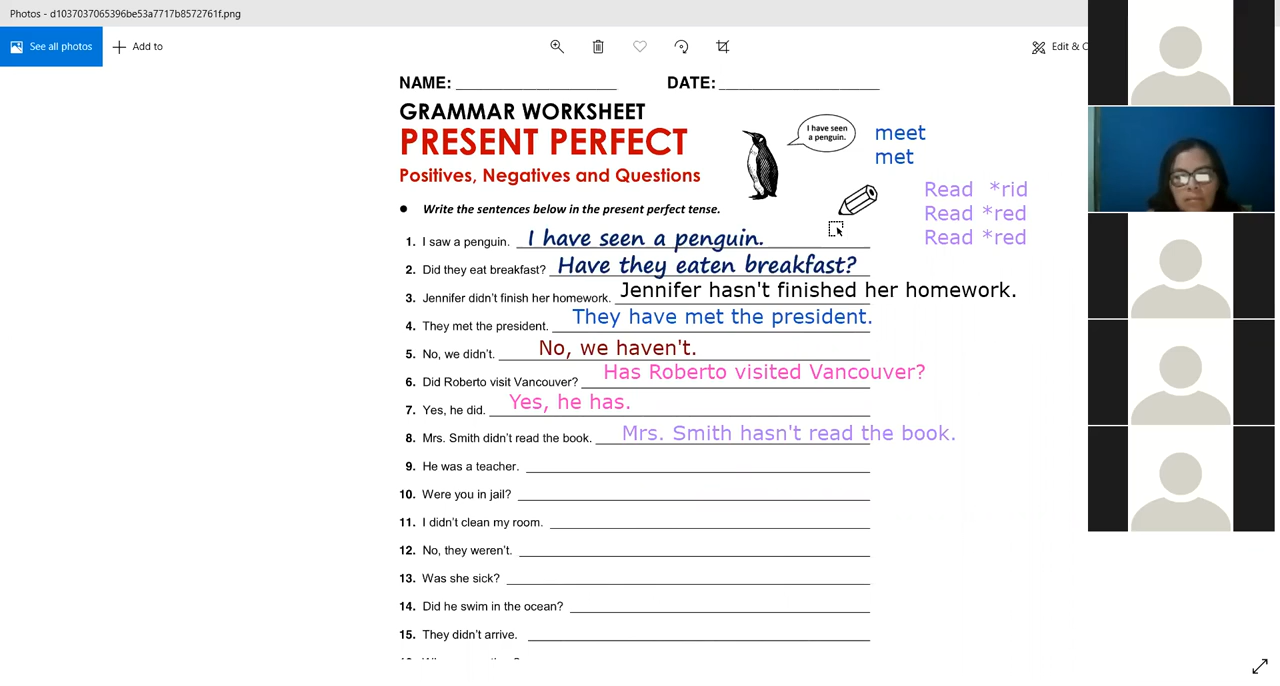 Photos - d1037037065396be53a7717b8572761f.png
See all photos
Add to
Edit & C
NAME: ____________________ DATE: ____________________
GRAMMAR WORKSHEET
PRESENT PERFECT
Positives, Negatives and Questions
I have seen
a penguin.
meet
met
Read *rid
Read *red
Read *red
● Write the sentences below in the present perfect tense.
1. I saw a penguin. I have seen a penguin.
2. Did they eat breakfast? Have they eaten breakfast?
3. Jennifer didn't finish her homework. Jennifer hasn't finished her homework.
4. They met the president. They have met the president.
5. No, we didn't. No, we haven't.
6. Did Roberto visit Vancouver? Has Roberto visited Vancouver?
7. Yes, he did. Yes, he has.
8. Mrs. Smith didn't read the book. Mrs. Smith hasn't read the book.
9. He was a teacher.
10. Were you in jail?
11. I didn't clean my room.
12. No, they weren't.
13. Was she sick?
14. Did he swim in the ocean?
15. They didn't arrive.